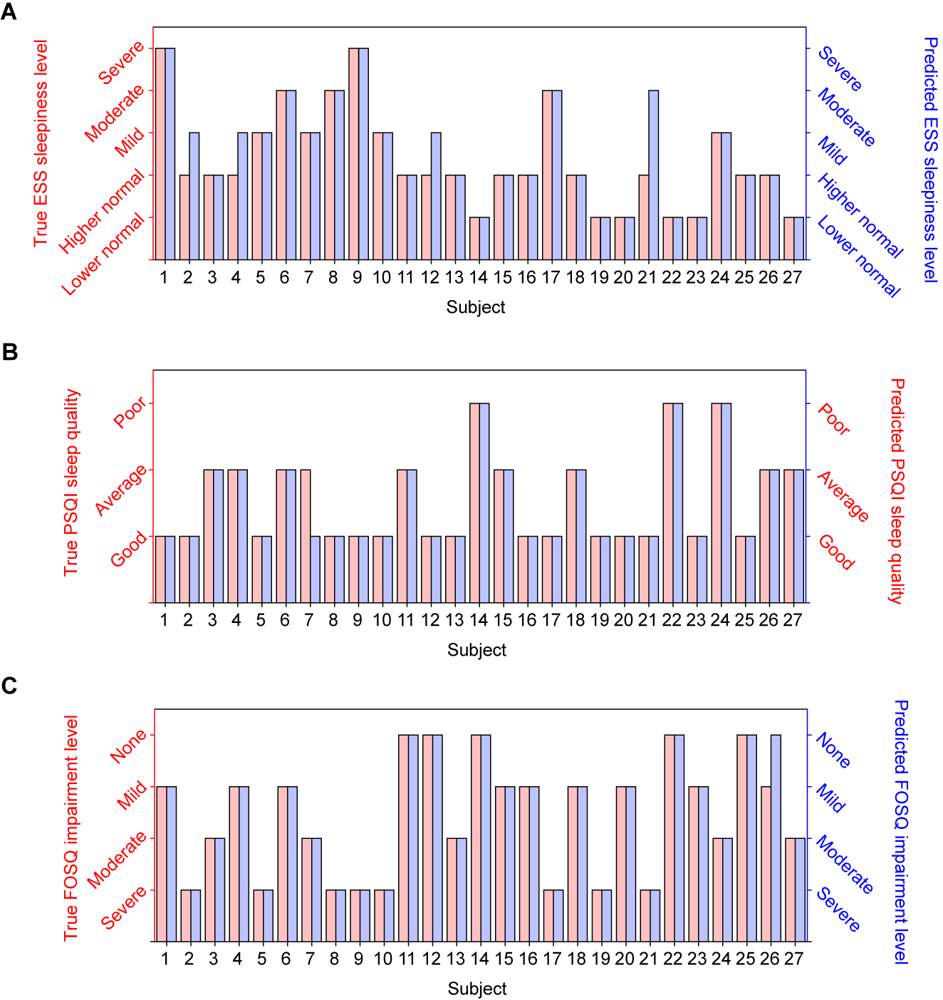 A
True ESS sleepiness level
Severe
Moderate
Mild
Higher normal
Lower normal
Severe
Moderate
Mild
Higher normal
Lower normal
Predicted ESS sleepiness level
1 2 3 4 5 6 7 8 9 10 11 12 13 14 15 16 17 18 19 20 21 22 23 24 25 26 27
Subject
B
True PSQI sleep quality
Poor
Average
Good
Poor
Average
Good
Predicted PSQI sleep quality
1 2 3 4 5 6 7 8 9 10 11 12 13 14 15 16 17 18 19 20 21 22 23 24 25 26 27
Subject
C
True FOSQ impairment level
None
Mild
Moderate
Severe
None
Mild
Moderate
Severe
Predicted FOSQ impairment level
1 2 3 4 5 6 7 8 9 10 11 12 13 14 15 16 17 18 19 20 21 22 23 24 25 26 27
Subject